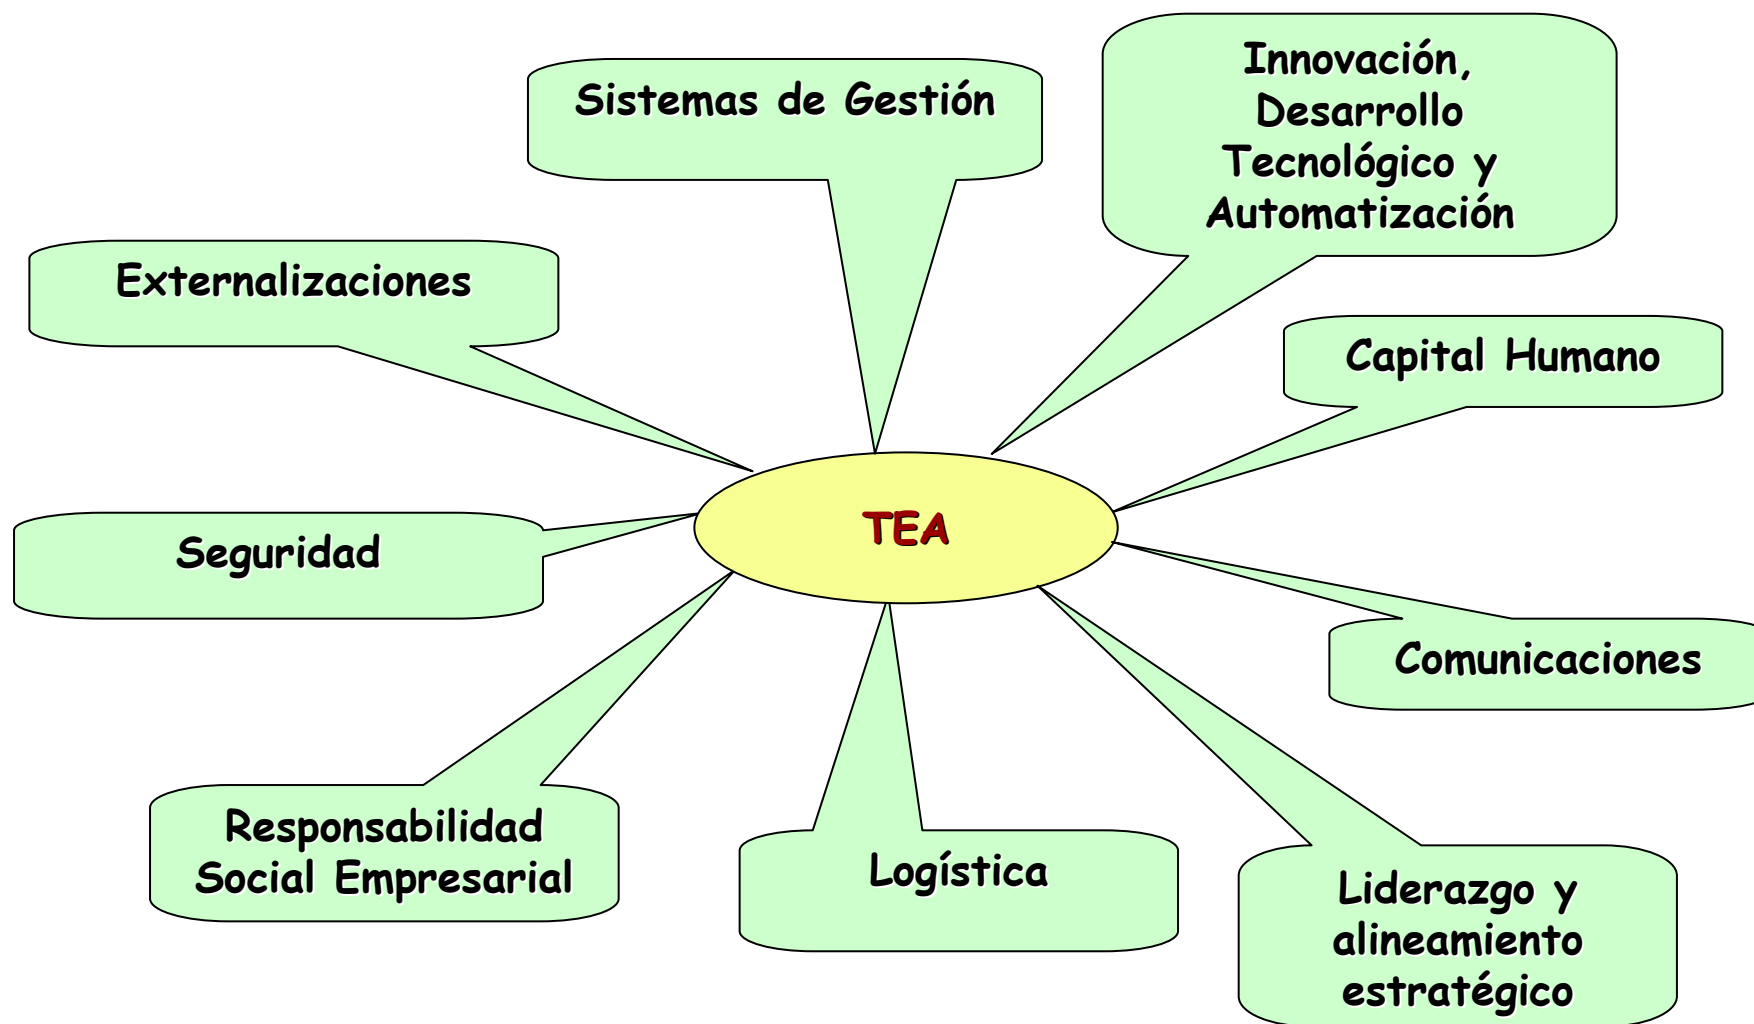 Sistemas de Gestión
Innovación,
Desarrollo
Tecnológico y
Automatización
Externalizaciones
Capital Humano
TEA
Seguridad
Comunicaciones
Responsabilidad
Social Empresarial
Logística
Liderazgo y
alineamiento
estratégico